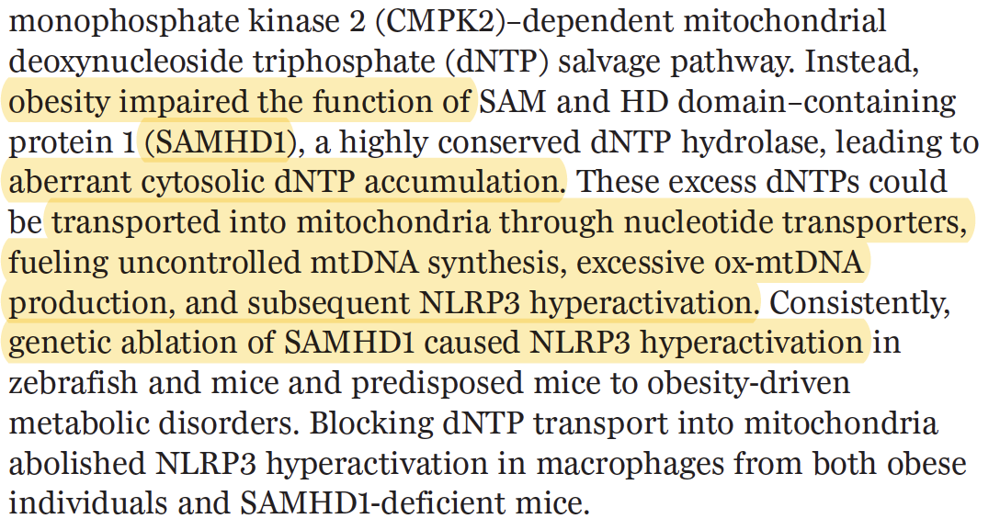 monophosphate kinase 2 (CMPK2)–dependent mitochondrial
deoxynucleoside triphosphate (dNTP) salvage pathway. Instead,
obesity impaired the function of SAM and HD domain–containing
protein 1 (SAMHD1), a highly conserved dNTP hydrolase, leading to
aberrant cytosolic dNTP accumulation. These excess dNTPs could
be transported into mitochondria through nucleotide transporters,
fueling uncontrolled mtDNA synthesis, excessive ox-mtDNA
production, and subsequent NLRP3 hyperactivation. Consistently,
genetic ablation of SAMHD1 caused NLRP3 hyperactivation in
zebrafish and mice and predisposed mice to obesity-driven
metabolic disorders. Blocking dNTP transport into mitochondria
abolished NLRP3 hyperactivation in macrophages from both obese
individuals and SAMHD1-deficient mice.